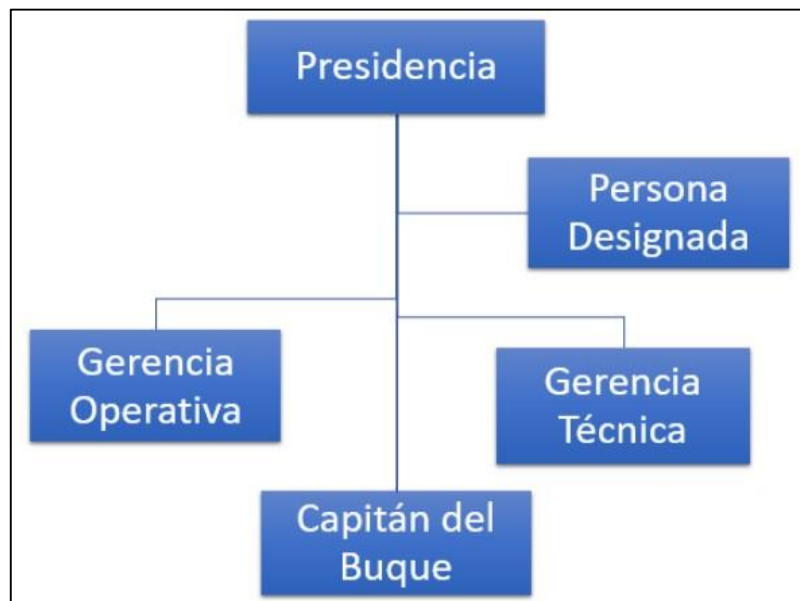 Presidencia
Persona
Designada
Gerencia
Operativa
Gerencia
Técnica
Capitán del
Buque